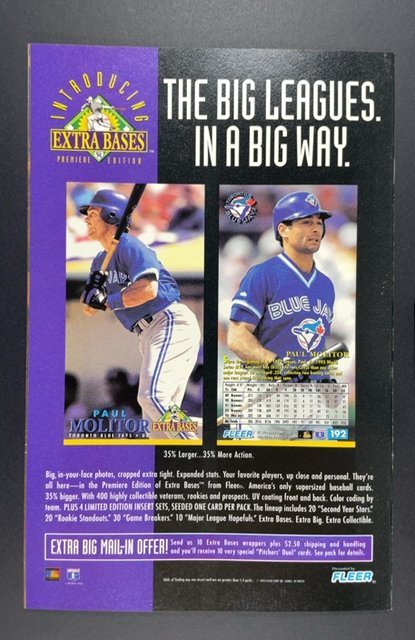 INTRODUCING
EXTRA BASES
'94
PREMIERE EDITION
THE BIG LEAGUES.
IN A BIG WAY.
PAUL
MOLITOR
TORONTO BLUE JAYS •
EXTRA BASES
TORONTO
BLUE JAYS
BLUE JAY
PAUL MOLITOR
FLEER
192
35% Larger...35% More Action.
Big, in-your-face photos, cropped extra tight. Expanded stats. Your favorite players, up close and personal. They're
all here—in the Premiere Edition of Extra Bases™ from Fleer®. America's only supersized baseball cards.
35% bigger. With 400 highly collectible veterans, rookies and prospects. UV coating front and back. Color coding by
team. PLUS 4 LIMITED EDITION INSERT SETS, SEEDED ONE CARD PER PACK. The lineup includes 20 "Second Year Stars."
20 "Rookie Standouts." 30 "Game Breakers." 10 "Major League Hopefuls." Extra Bases. Extra Big. Extra Collectible.
EXTRA BIG MAIL-IN OFFER!
Send us 10 Extra Bases wrappers plus $2.50 shipping and handling
and you'll receive 10 very special "Pitchers' Duel" cards. See pack for details.
Presented by
FLEER